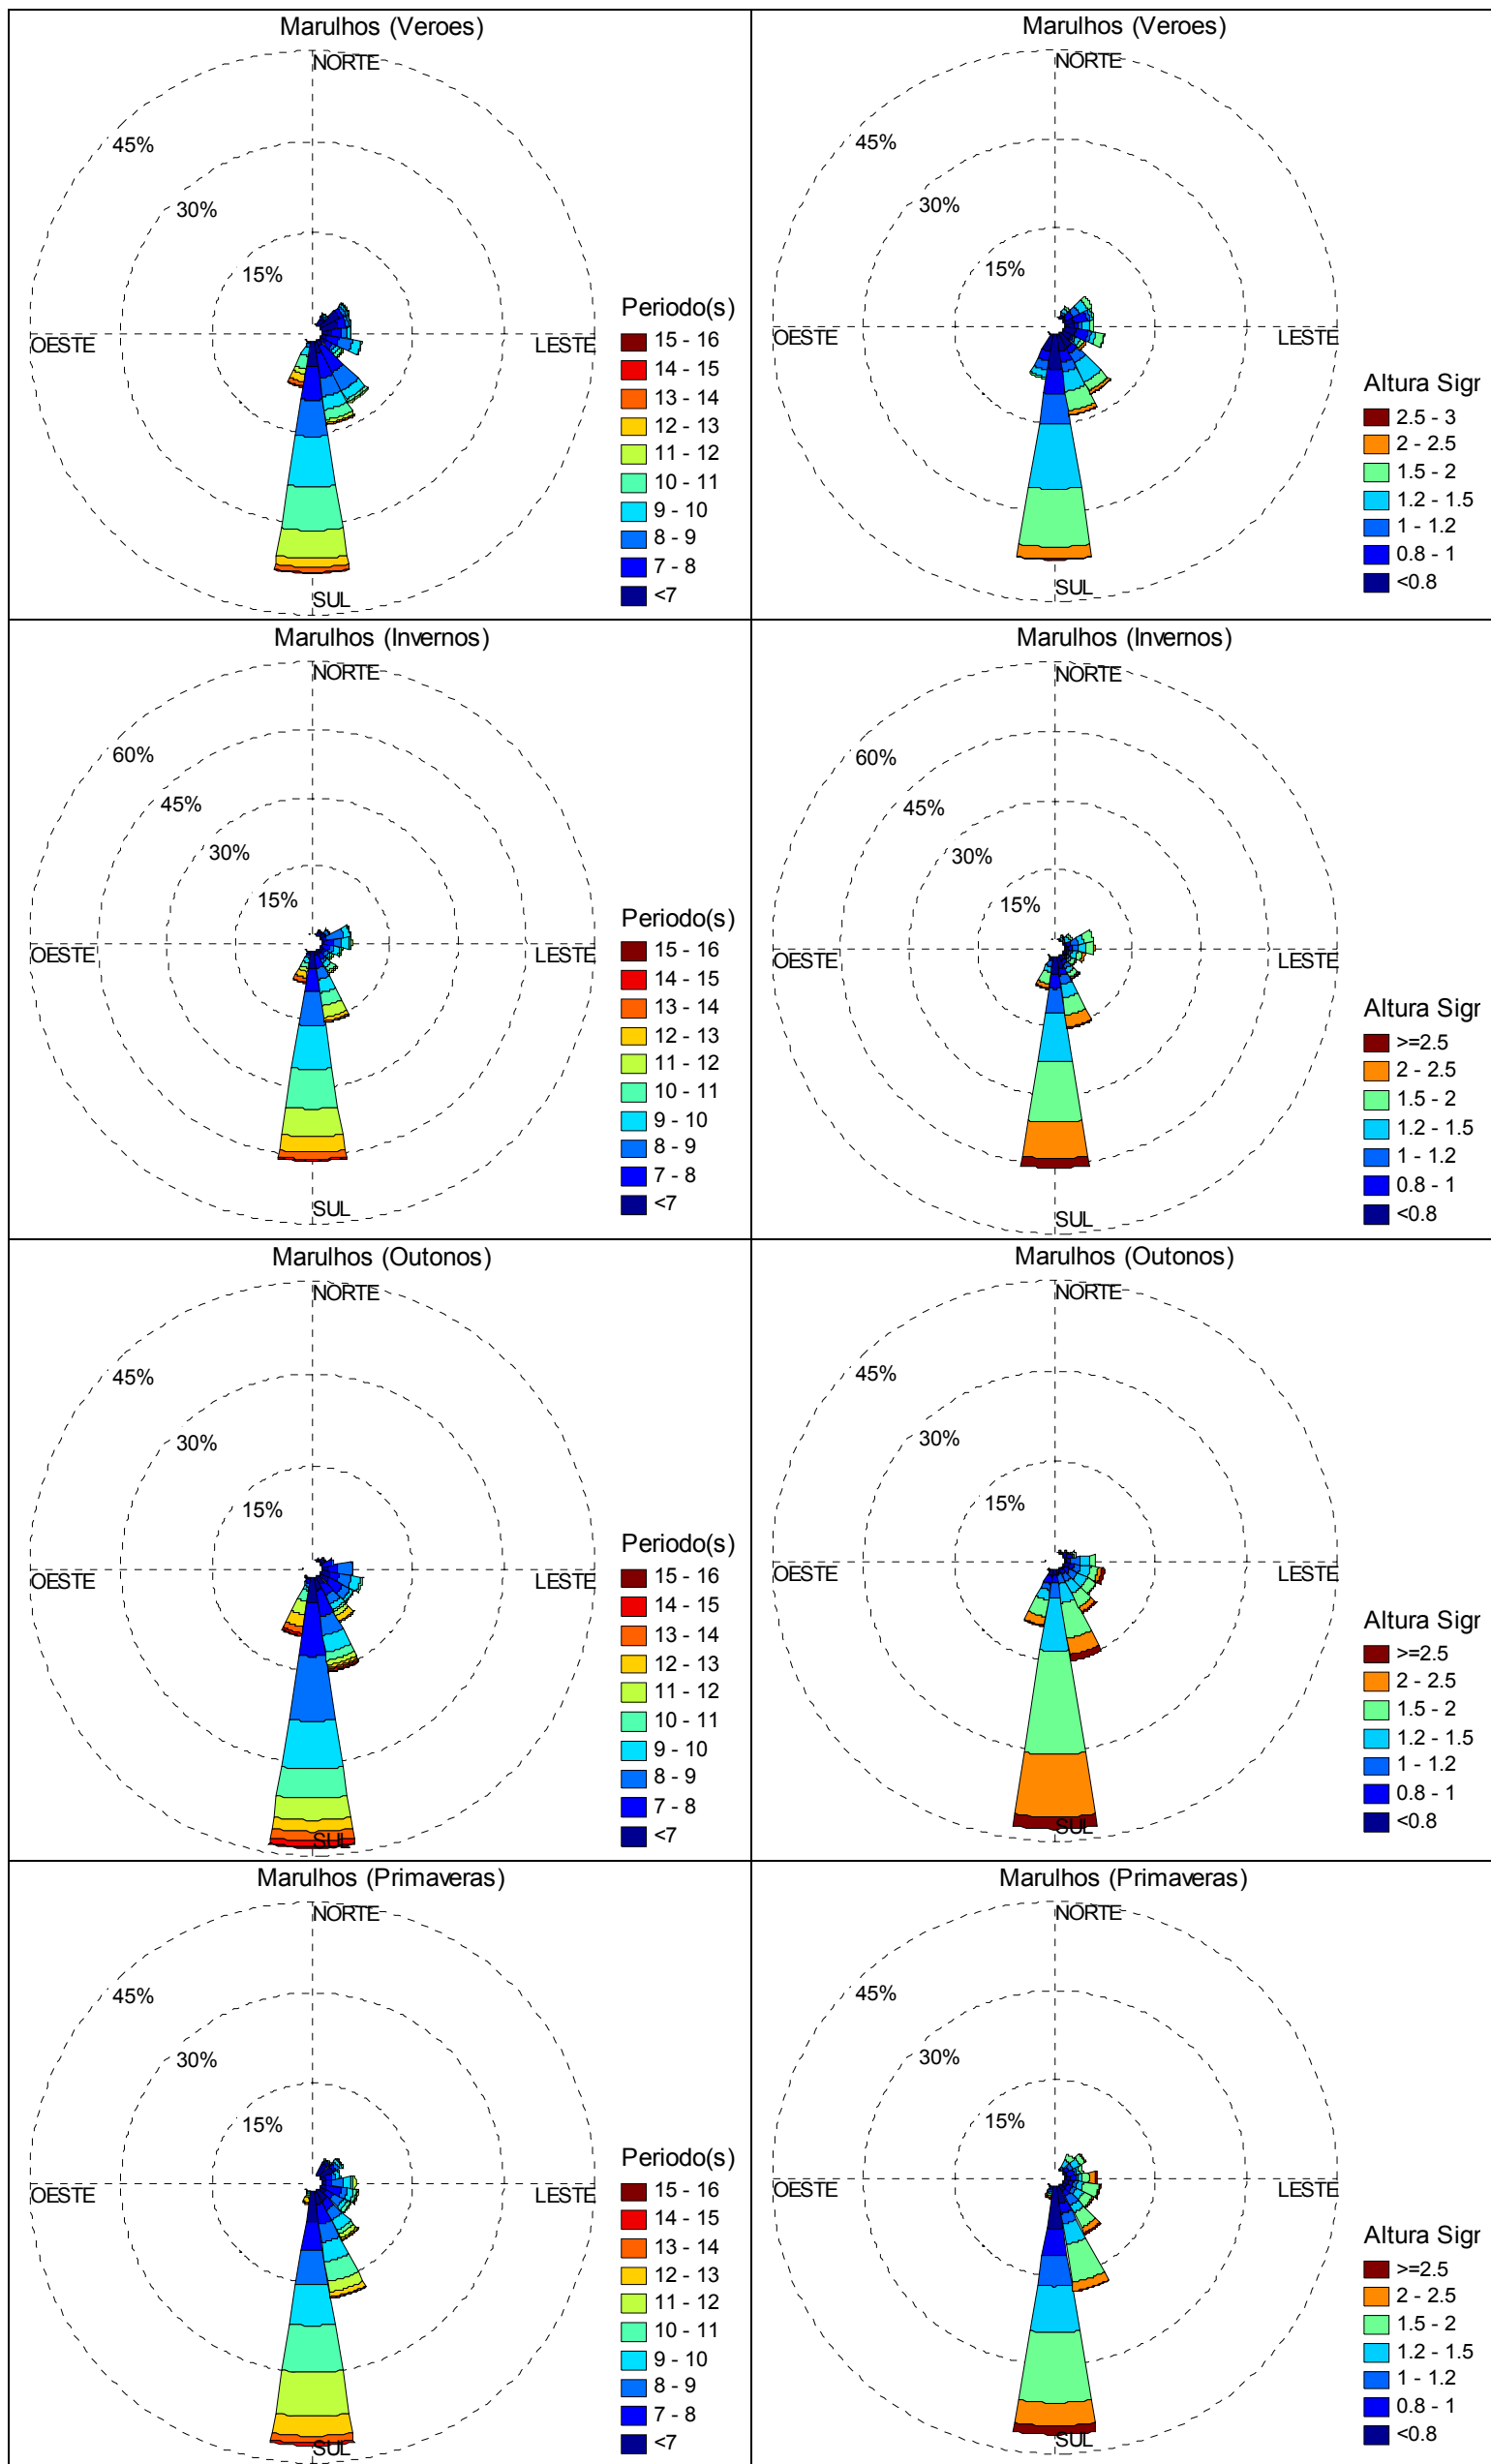 Marulhos (Veroes)
NORTE
45%
30%
15%
OESTE
LESTE
SUL
Periodo(s)
15 - 16
14 - 15
13 - 14
12 - 13
11 - 12
10 - 11
9 - 10
8 - 9
7 - 8
<7
Marulhos (Veroes)
NORTE
45%
30%
15%
OESTE
LESTE
SUL
Altura Sigr
2.5 - 3
2 - 2.5
1.5 - 2
1.2 - 1.5
1 - 1.2
0.8 - 1
<0.8
Marulhos (Invernos)
NORTE
60%
45%
30%
15%
OESTE
LESTE
SUL
Periodo(s)
15 - 16
14 - 15
13 - 14
12 - 13
11 - 12
10 - 11
9 - 10
8 - 9
7 - 8
<7
Marulhos (Invernos)
NORTE
60%
45%
30%
15%
OESTE
LESTE
SUL
Altura Sigr
>=2.5
2 - 2.5
1.5 - 2
1.2 - 1.5
1 - 1.2
0.8 - 1
<0.8
Marulhos (Outonos)
NORTE
45%
30%
15%
OESTE
LESTE
SUL
Periodo(s)
15 - 16
14 - 15
13 - 14
12 - 13
11 - 12
10 - 11
9 - 10
8 - 9
7 - 8
<7
Marulhos (Outonos)
NORTE
45%
30%
15%
OESTE
LESTE
SUL
Altura Sigr
>=2.5
2 - 2.5
1.5 - 2
1.2 - 1.5
1 - 1.2
0.8 - 1
<0.8
Marulhos (Primaveras)
NORTE
45%
30%
15%
OESTE
LESTE
SUL
Periodo(s)
15 - 16
14 - 15
13 - 14
12 - 13
11 - 12
10 - 11
9 - 10
8 - 9
7 - 8
<7
Marulhos (Primaveras)
NORTE
45%
30%
15%
OESTE
LESTE
SUL
Altura Sigr
>=2.5
2 - 2.5
1.5 - 2
1.2 - 1.5
1 - 1.2
0.8 - 1
<0.8